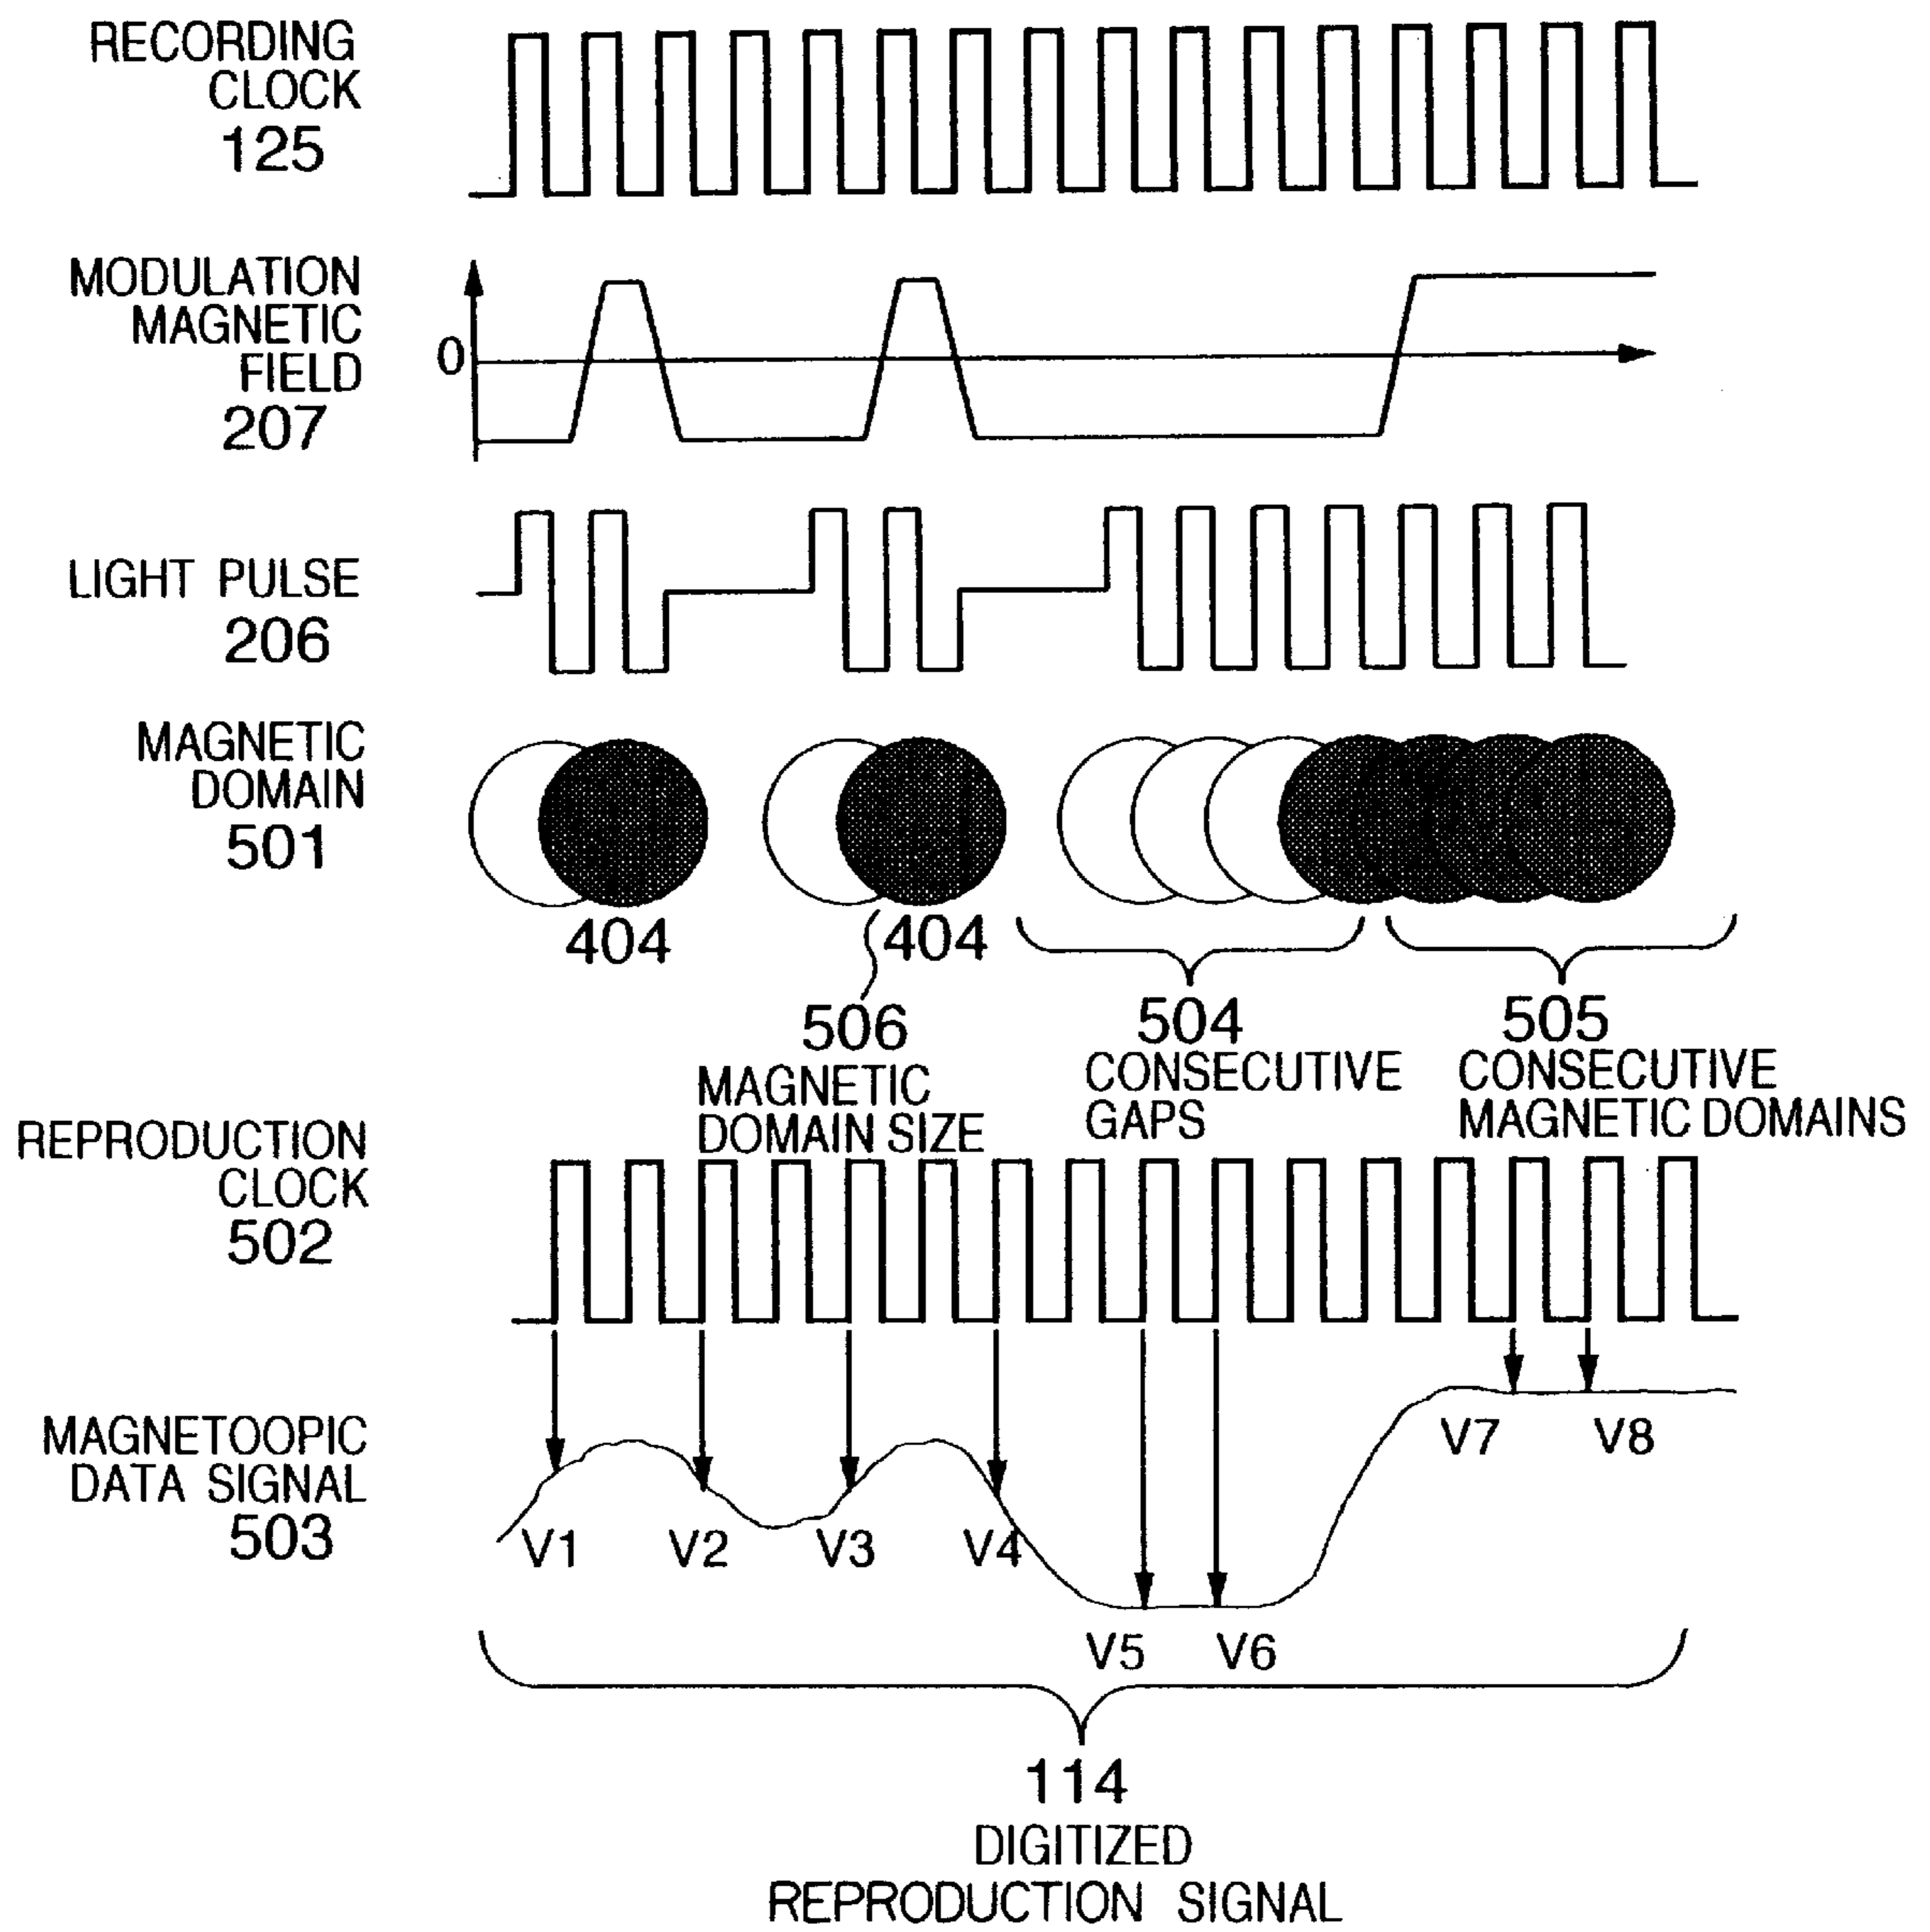 RECORDING
CLOCK
125
MODULATION
MAGNETIC
FIELD
207
0
LIGHT PULSE
206
MAGNETIC
DOMAIN
501
404
404
506
MAGNETIC
DOMAIN SIZE
504
CONSECUTIVE
GAPS
505
CONSECUTIVE
MAGNETIC DOMAINS
REPRODUCTION
CLOCK
502
MAGNETOOPIC
DATA SIGNAL
503
V1
V2
V3
V4
V5
V6
V7
V8
114
DIGITIZED
REPRODUCTION SIGNAL